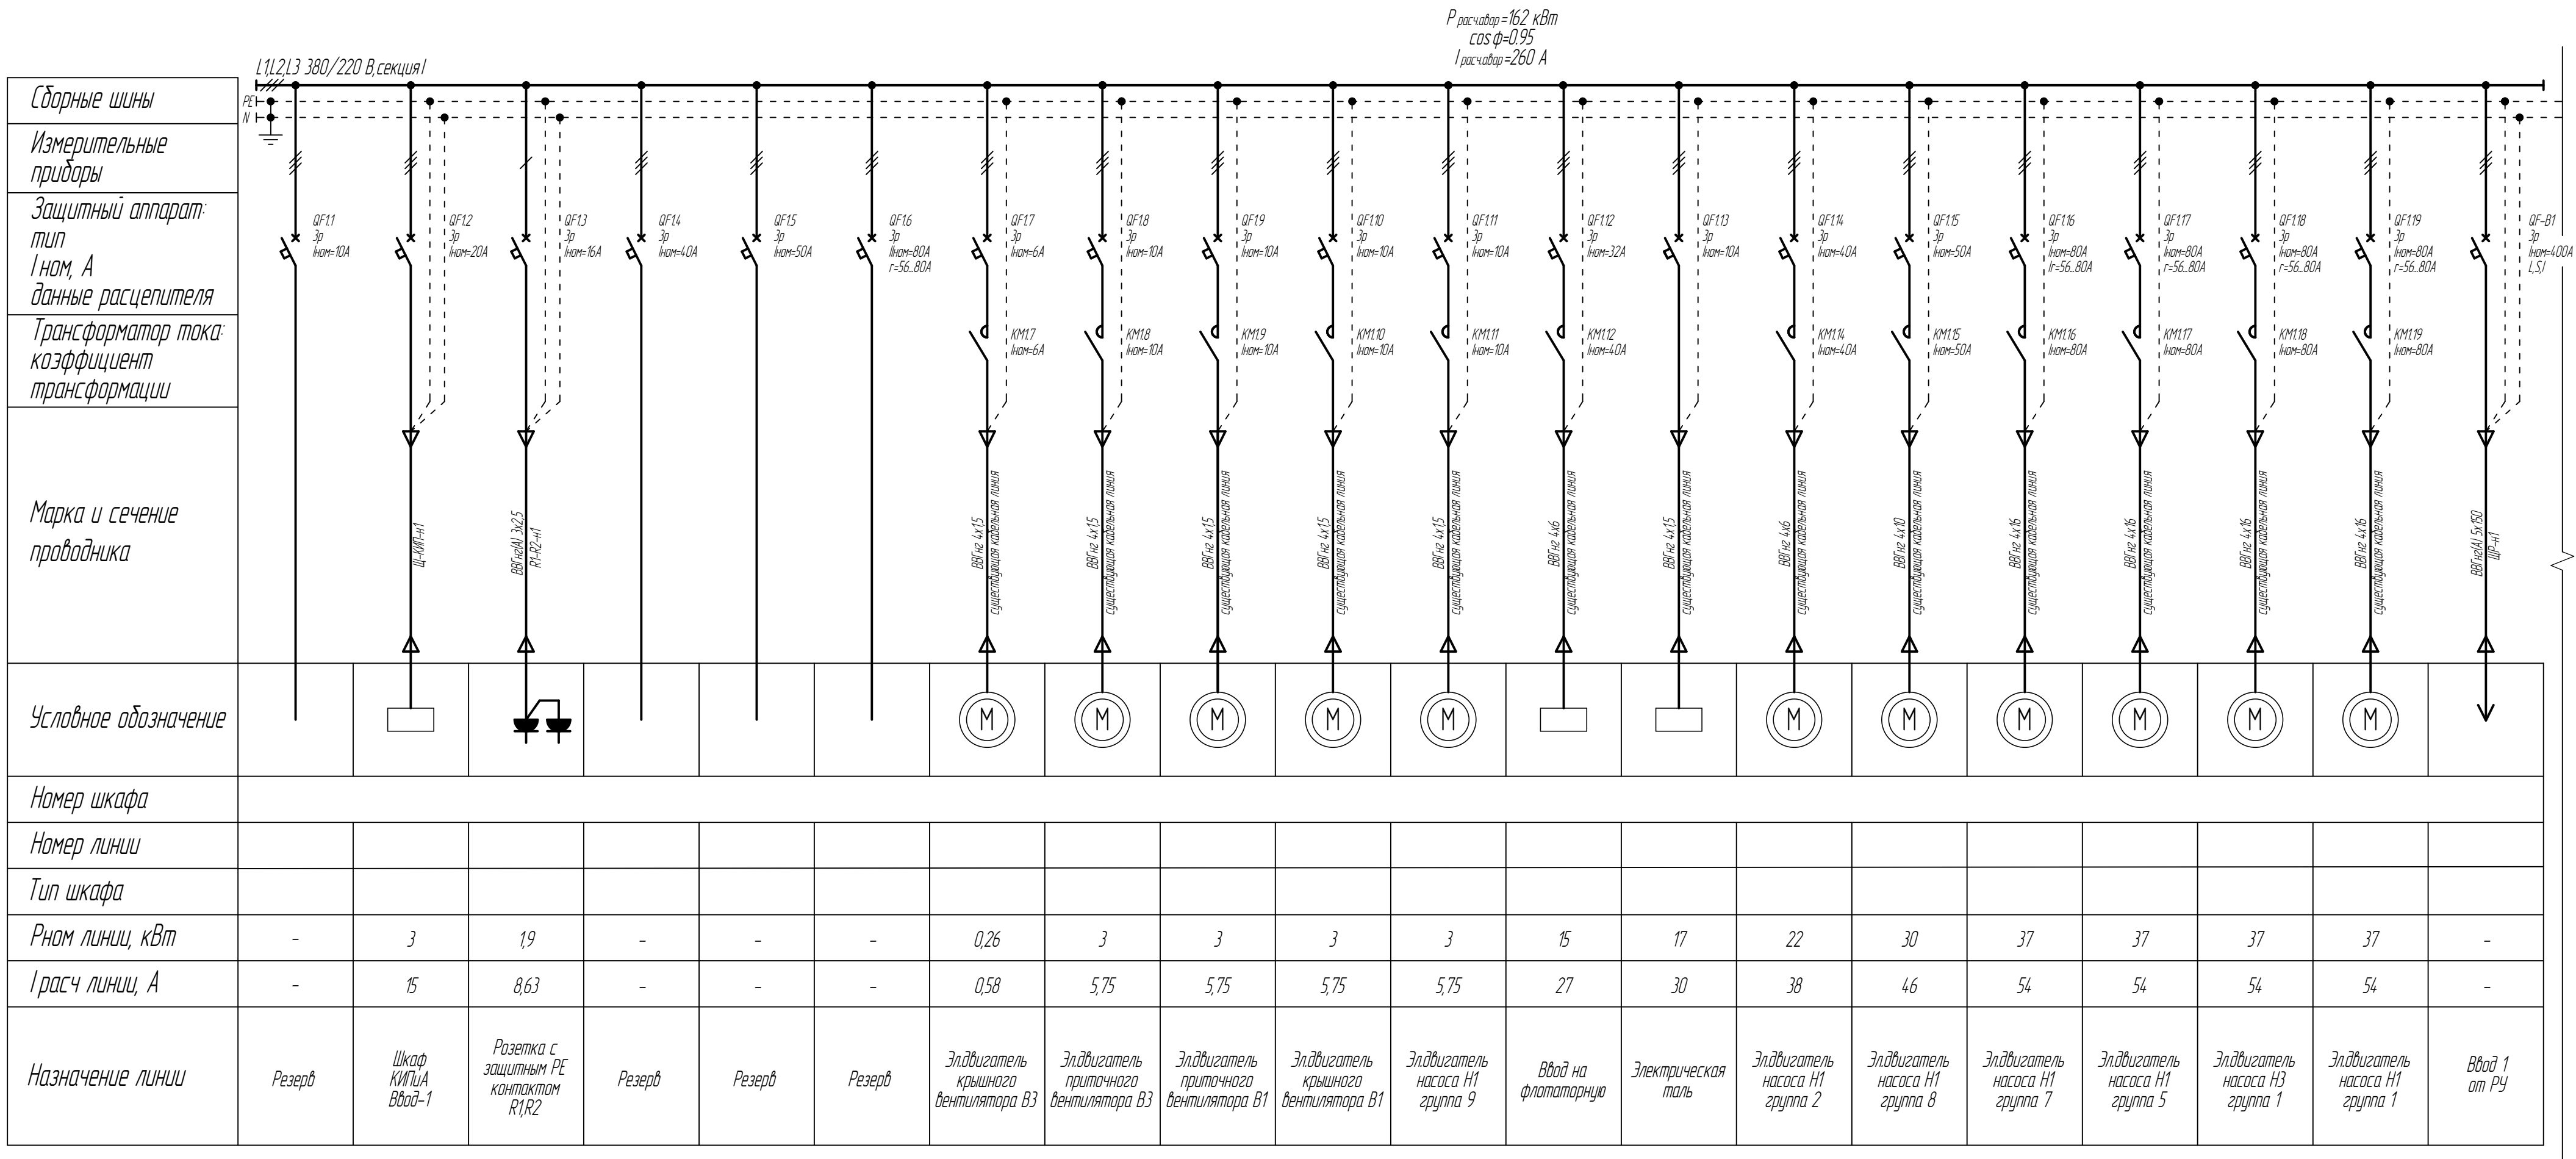 P расч.авар=162 кВт
cos φ=0.95
I расч.авар=260 А
L1,L2,L3 380/220 В,секция I
PE
N
Сборные шины
Измерительные
приборы
Защитный аппарат:
тип
I ном, А
данные расцепителя
Трансформатор тока:
коэффициент
трансформации
Марка и сечение
проводника
QF1.1
3р
Iном=10А
QF1.2
3р
Iном=20А
QF1.3
3р
Iном=16А
QF1.4
3р
Iном=40А
QF1.5
3р
Iном=50А
QF1.6
3р
IIном=80А
r=56...80А
QF1.7
3р
Iном=6А
QF1.8
3р
Iном=10А
QF1.9
3р
Iном=10А
QF1.10
3р
Iном=10А
QF1.11
3р
Iном=10А
QF1.12
3р
Iном=32А
QF1.13
3р
Iном=10А
QF1.14
3р
Iном=40А
QF1.15
3р
Iном=50А
QF1.16
3р
Iном=80А
Ir=56...80А
QF1.17
3р
Iном=80А
r=56...80А
QF1.18
3р
Iном=80А
r=56...80А
QF1.19
3р
Iном=80А
r=56...80А
QF-В1
3р
Iном=400А
L,S,I
КМ1.7
Iном=6А
КМ1.8
Iном=10А
КМ1.9
Iном=10А
КМ1.10
Iном=10А
КМ1.11
Iном=10А
КМ1.12
Iном=40А
КМ1.14
Iном=40А
КМ1.15
Iном=50А
КМ1.16
Iном=80А
КМ1.17
Iном=80А
КМ1.18
Iном=80А
КМ1.19
Iном=80А
Щ-КИП-н1
ВВГнг(А) 3х2,5
R1-R2-н1
ВВГнг 4х1,5
существующая кабельная линия
ВВГнг 4х1,5
существующая кабельная линия
ВВГнг 4х1,5
существующая кабельная линия
ВВГнг 4х1,5
существующая кабельная линия
ВВГнг 4х1,5
существующая кабельная линия
ВВГнг 4х6
существующая кабельная линия
ВВГнг 4х1,5
существующая кабельная линия
ВВГнг 4х6
существующая кабельная линия
ВВГнг 4х10
существующая кабельная линия
ВВГнг 4х16
существующая кабельная линия
ВВГнг 4х16
существующая кабельная линия
ВВГнг 4х16
существующая кабельная линия
ВВГнг 4х16
существующая кабельная линия
ВВГнг(А) 5х150
ЩР-н1
Условное обозначение
М М М М М М М М М М М
Номер шкафа
Номер линии
Тип шкафа
Рном линии, кВт - 3 1,9 - - - 0,26 3 3 3 3 15 17 22 30 37 37 37 37 -
I расч линии, А - 15 8,63 - - - 0,58 5,75 5,75 5,75 5,75 27 30 38 46 54 54 54 54 -
Назначение линии
Резерв
Шкаф
КИПиА
Ввод-1
Розетка с
защитным РЕ
контактом
R1,R2
Резерв
Резерв
Резерв
Эл.двигатель
крышного
вентилятора В3
Эл.двигатель
приточного
вентилятора В3
Эл.двигатель
приточного
вентилятора В1
Эл.двигатель
крышного
вентилятора В1
Эл.двигатель
насоса Н1
группа 9
Ввод на
флотаторную
Электрическая
таль
Эл.двигатель
насоса Н1
группа 2
Эл.двигатель
насоса Н1
группа 8
Эл.двигатель
насоса Н1
группа 7
Эл.двигатель
насоса Н1
группа 5
Эл.двигатель
насоса Н3
группа 1
Эл.двигатель
насоса Н1
группа 1
Ввод 1
от РУ